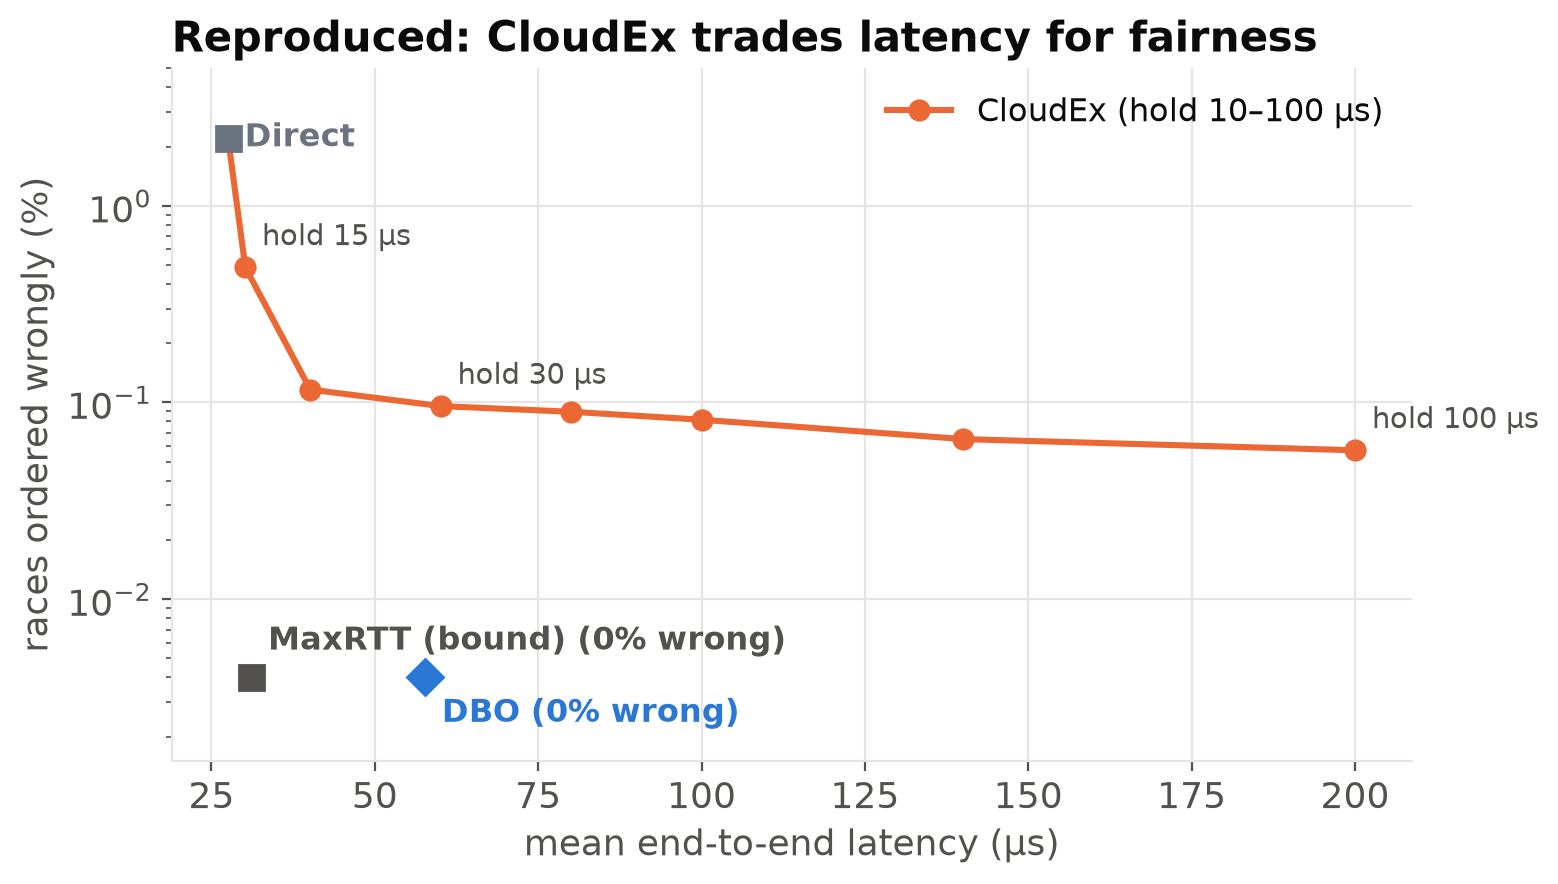 Reproduced: CloudEx trades latency for fairness
CloudEx (hold 10–100 µs)
Direct
hold 15 µs
hold 30 µs
hold 100 µs
MaxRTT (bound) (0% wrong)
DBO (0% wrong)
races ordered wrongly (%)
10⁰
10⁻¹
10⁻²
25 50 75 100 125 150 175 200
mean end-to-end latency (µs)